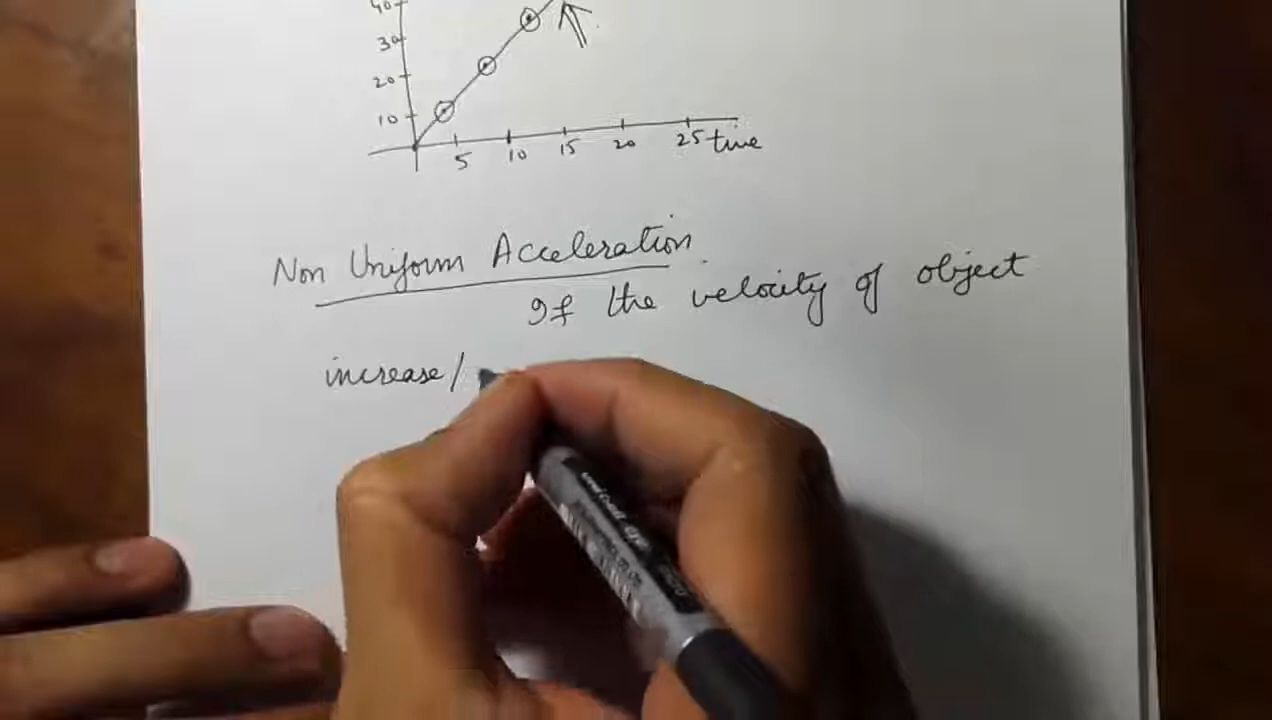 40
30
20
10
5 10 15 20 25 time
Non Uniform Acceleration
If the velocity of object
increase/